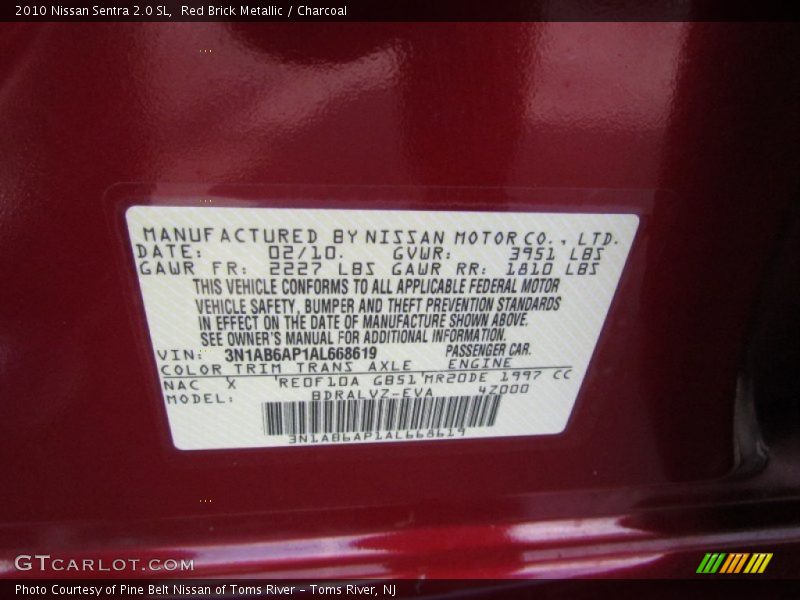 2010 Nissan Sentra 2.0 SL,  Red Brick Metallic / Charcoal
MANUFACTURED BY NISSAN MOTOR CO., LTD.
DATE: 02/10. GVWR: 3951 LBS
GAWR FR: 2227 LBS GAWR RR: 1810 LBS
THIS VEHICLE CONFORMS TO ALL APPLICABLE FEDERAL MOTOR
VEHICLE SAFETY, BUMPER AND THEFT PREVENTION STANDARDS
IN EFFECT ON THE DATE OF MANUFACTURE SHOWN ABOVE.
SEE OWNER'S MANUAL FOR ADDITIONAL INFORMATION.
VIN: 3N1AB6AP1AL668619 PASSENGER CAR.
COLOR TRIM TRANS AXLE ENGINE
NAC X RE0F10A GB51 MR20DE 1997 CC
MODEL: BDRALVZ-EVA 4Z000
3N1AB6AP1AL668619
GTCARLOT.COM
Photo Courtesy of Pine Belt Nissan of Toms River – Toms River, NJ